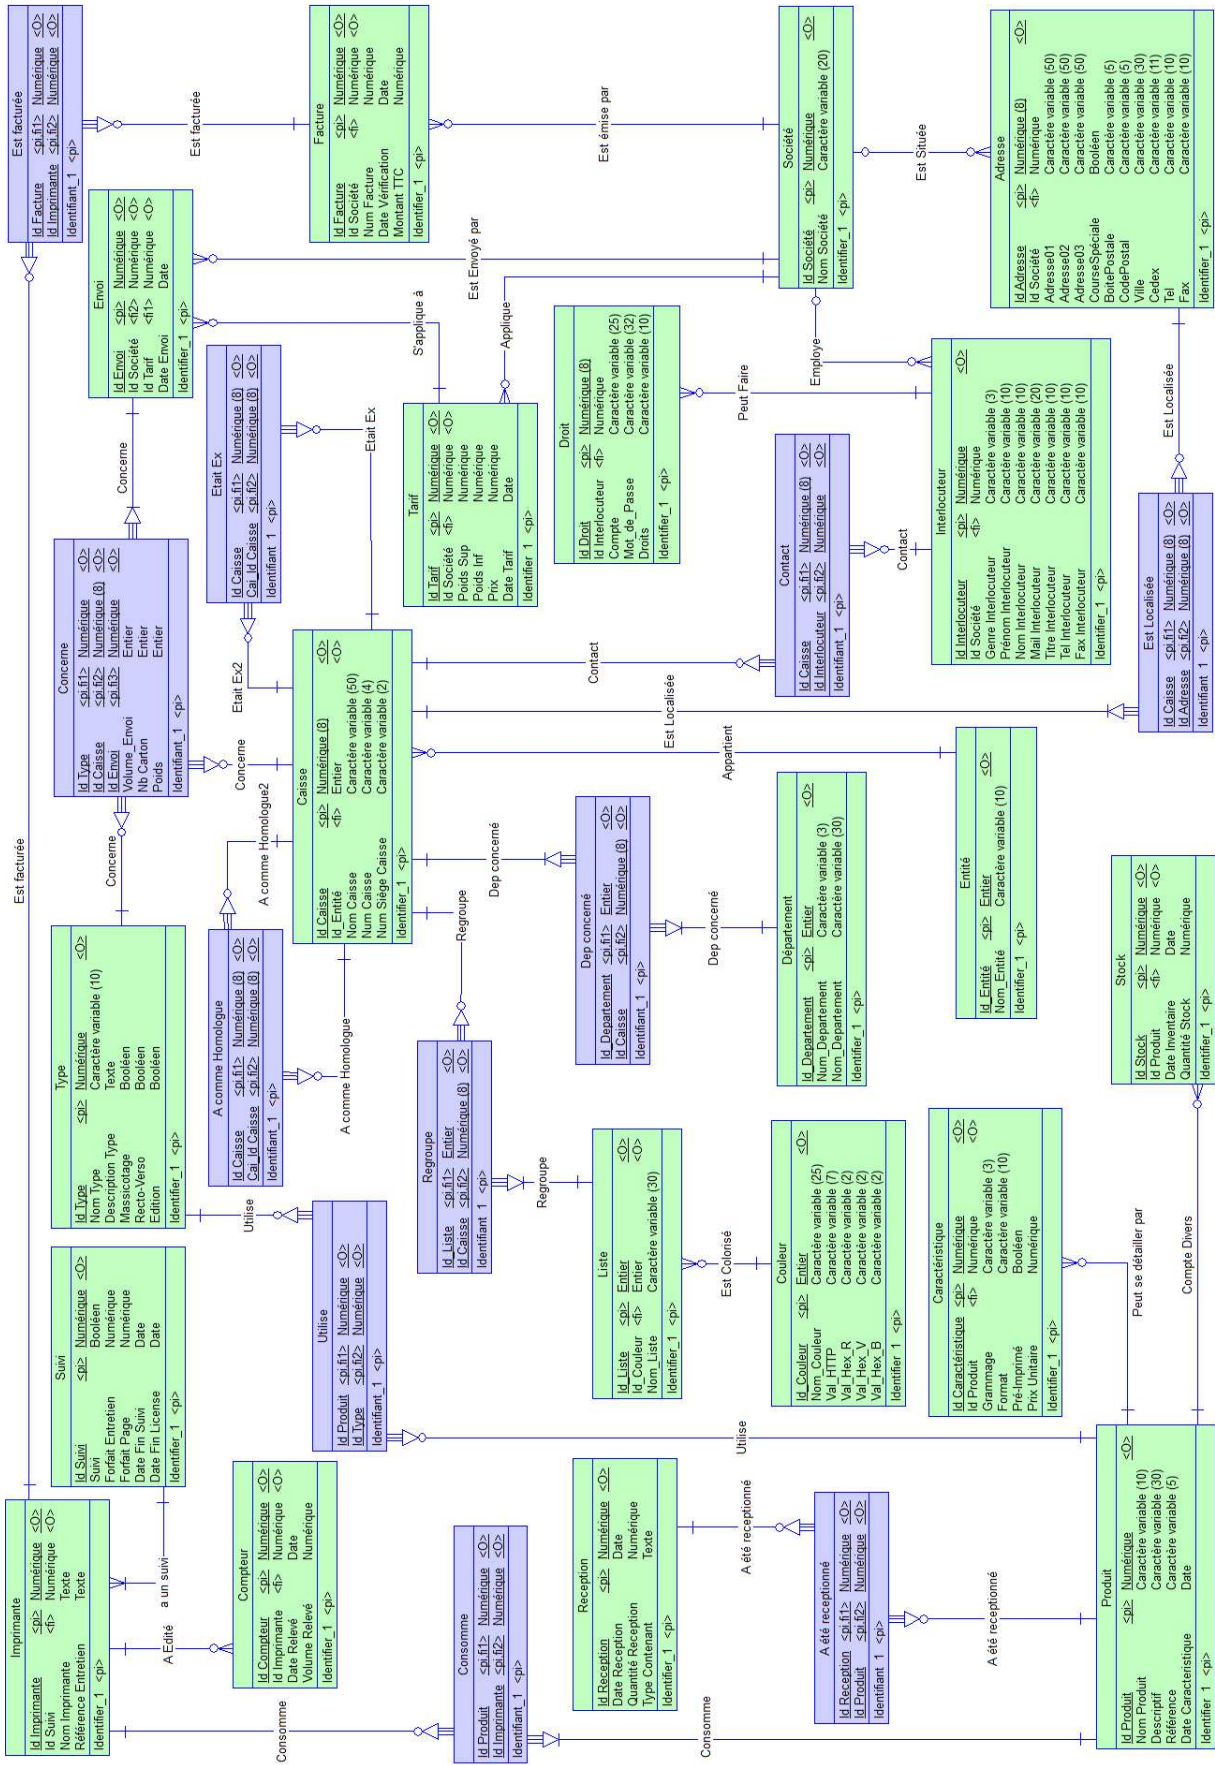 Imprimante
Id Imprimante <pi> Numérique <O>
Id Suivi <fi> Numérique <O>
Nom Imprimante Texte
Référence Entretien Texte
Identifier_1 <pi>
Suivi
Id Suivi <pi> Numérique <O>
Suivi Booléen
Forfait Entretien Numérique
Forfait Page Numérique
Date Fin Suivi Date
Date Fin License Date
Identifier_1 <pi>
Type
Id Type <pi> Numérique <O>
Nom Type Caractère variable (10)
Description Type Texte
Massicotage Booléen
Recto-Verso Booléen
Edition Booléen
Identifier_1 <pi>
Est facturée
Concerne
Id Type <pi,fi1> Numérique <O>
Id Caisse <pi,fi2> Numérique (8) <O>
Id Envoi <pi,fi3> Numérique <O>
Volume_Envoi Entier
Nb Carton Entier
Poids Entier
Identifiant_1 <pi>
Concerne
Concerne
Concerne
Envoi
Id Envoi <pi> Numérique <O>
Id Société <fi2> Numérique <O>
Id Tarif <fi1> Numérique <O>
Date Envoi Date
Identifier_1 <pi>
Est facturée
Id Facture <pi,fi1> Numérique <O>
Id Imprimante <pi,fi2> Numérique <O>
Identifiant_1 <pi>
a un suivi
A Edité
Consomme
Compteur
Id Compteur <pi> Numérique <O>
Id Imprimante <fi> Numérique <O>
Date Relevé Date
Volume Relevé Numérique
Identifier_1 <pi>
Utilise
A comme Homologue
Id Caisse <pi,fi1> Numérique (8) <O>
Cai_Id Caisse <pi,fi2> Numérique (8) <O>
Identifiant_1 <pi>
A comme Homologue2
A comme Homologue
Etait Ex2
Etait Ex
Id Caisse <pi,fi1> Numérique (8) <O>
Cai_Id Caisse <pi,fi2> Numérique (8) <O>
Identifiant_1 <pi>
Etait Ex
Est facturée
Utilise
Id Produit <pi,fi1> Numérique <O>
Id Type <pi,fi2> Numérique <O>
Identifiant_1 <pi>
Caisse
Id Caisse <pi> Numérique (8) <O>
Id_Entité <fi> Entier <O>
Nom Caisse Caractère variable (50)
Num Caisse Caractère variable (4)
Num Siège Caisse Caractère variable (2)
Identifier_1 <pi>
Facture
Id Facture <pi> Numérique <O>
Id Société <fi> Numérique <O>
Num Facture Numérique
Date Vérification Date
Montant TTC Numérique
Identifier_1 <pi>
S'applique à
Est Envoyé par
Tarif
Id Tarif <pi> Numérique <O>
Id Société <fi> Numérique <O>
Poids Sup Numérique
Poids Inf Numérique
Prix Numérique
Date Tarif Date
Identifier_1 <pi>
Applique
Est émise par
Consomme
Id Produit <pi,fi1> Numérique <O>
Id Imprimante <pi,fi2> Numérique <O>
Identifiant_1 <pi>
Regroupe
Id_Liste <pi,fi1> Entier <O>
Id Caisse <pi,fi2> Numérique (8) <O>
Identifiant_1 <pi>
Regroupe
Regroupe
Dep concerné
Reception
Id Reception <pi> Numérique <O>
Date Reception Date
Quantité Reception Numérique
Type Contenant Texte
Identifier_1 <pi>
Liste
Id_Liste <pi> Entier <O>
Id_Couleur <fi> Entier <O>
Nom_Liste Caractère variable (30)
Identifier_1 <pi>
Dep concerné
Id_Departement <pi,fi1> Entier <O>
Id Caisse <pi,fi2> Numérique (8) <O>
Identifiant_1 <pi>
Contact
Est Localisée
Appartient
Droit
Id Droit <pi> Numérique (8) <O>
Id Interlocuteur <fi> Numérique <O>
Compte Caractère variable (25)
Mot_de_Passe Caractère variable (32)
Droits Caractère variable (10)
Identifier_1 <pi>
Peut Faire
Employe
Consomme
A été receptionné
Utilise
Est Colorisé
Dep concerné
Couleur
Id_Couleur <pi> Entier <O>
Nom_Couleur Caractère variable (25)
Val_HTTP Caractère variable (7)
Val_Hex_R Caractère variable (2)
Val_Hex_V Caractère variable (2)
Val_Hex_B Caractère variable (2)
Identifier_1 <pi>
Département
Id_Departement <pi> Entier <O>
Num_Departement Caractère variable (3)
Nom_Departement Caractère variable (30)
Identifier_1 <pi>
Contact
Id Caisse <pi,fi1> Numérique (8) <O>
Id Interlocuteur <pi,fi2> Numérique <O>
Identifiant_1 <pi>
Contact
Société
Id Société <pi> Numérique <O>
Nom Société Caractère variable (20)
Identifier_1 <pi>
A été receptionné
Id Reception <pi,fi1> Numérique <O>
Id Produit <pi,fi2> Numérique <O>
Identifiant_1 <pi>
A été receptionné
Caractéristique
Id Caractéristique <pi> Numérique <O>
Id Produit <fi> Numérique <O>
Grammage Caractère variable (3)
Format Caractère variable (10)
Pré-Imprimé Booléen
Prix Unitaire Numérique
Identifier_1 <pi>
Entité
Id_Entité <pi> Entier <O>
Nom_Entité Caractère variable (10)
Identifier_1 <pi>
Interlocuteur
Id Interlocuteur <pi> Numérique <O>
Id Société <fi> Numérique
Genre Interlocuteur Caractère variable (3)
Prénom Interlocuteur Caractère variable (10)
Nom Interlocuteur Caractère variable (10)
Mail Interlocuteur Caractère variable (20)
Titre Interlocuteur Caractère variable (10)
Tel Interlocuteur Caractère variable (10)
Fax Interlocuteur Caractère variable (10)
Identifier_1 <pi>
Est Située
Peut se détailler par
Compte Divers
Produit
Id Produit <pi> Numérique <O>
Nom Produit Caractère variable (10)
Descriptif Caractère variable (30)
Référence Caractère variable (5)
Date Caracteristique Date
Identifier_1 <pi>
Stock
Id Stock <pi> Numérique <O>
Id Produit <fi> Numérique <O>
Date Inventaire Date
Quantité Stock Numérique
Identifier_1 <pi>
Est Localisée
Id Caisse <pi,fi1> Numérique (8) <O>
Id Adresse <pi,fi2> Numérique (8) <O>
Identifiant_1 <pi>
Est Localisée
Adresse
Id Adresse <pi> Numérique (8) <O>
Id Société <fi> Numérique
Adresse01 Caractère variable (50)
Adresse02 Caractère variable (50)
Adresse03 Caractère variable (50)
CourseSpéciale Booléen
BoitePostale Caractère variable (5)
CodePostal Caractère variable (5)
Ville Caractère variable (30)
Cedex Caractère variable (11)
Tel Caractère variable (10)
Fax Caractère variable (10)
Identifier_1 <pi>